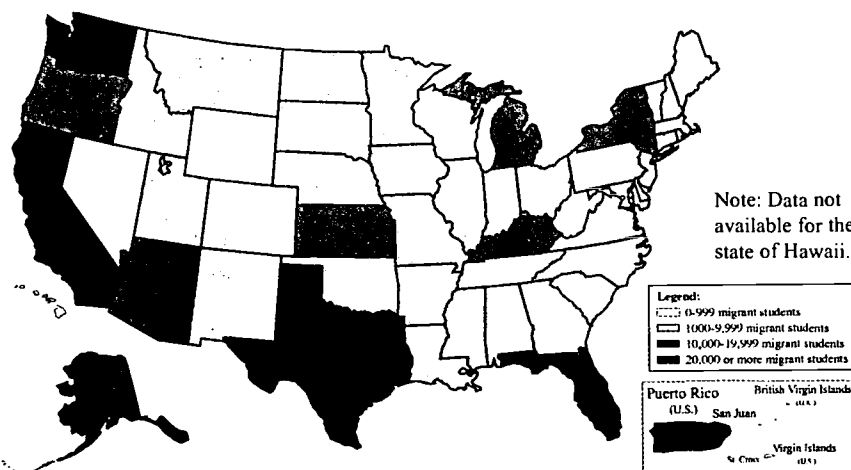 Note: Data not
available for the
state of Hawaii.
Legend:
0-999 migrant students
1000-9,999 migrant students
10,000-19,999 migrant students
20,000 or more migrant students
Puerto Rico
(U.S.)
British Virgin Islands
San Juan
Virgin Islands
(U.S.)
St. Croix